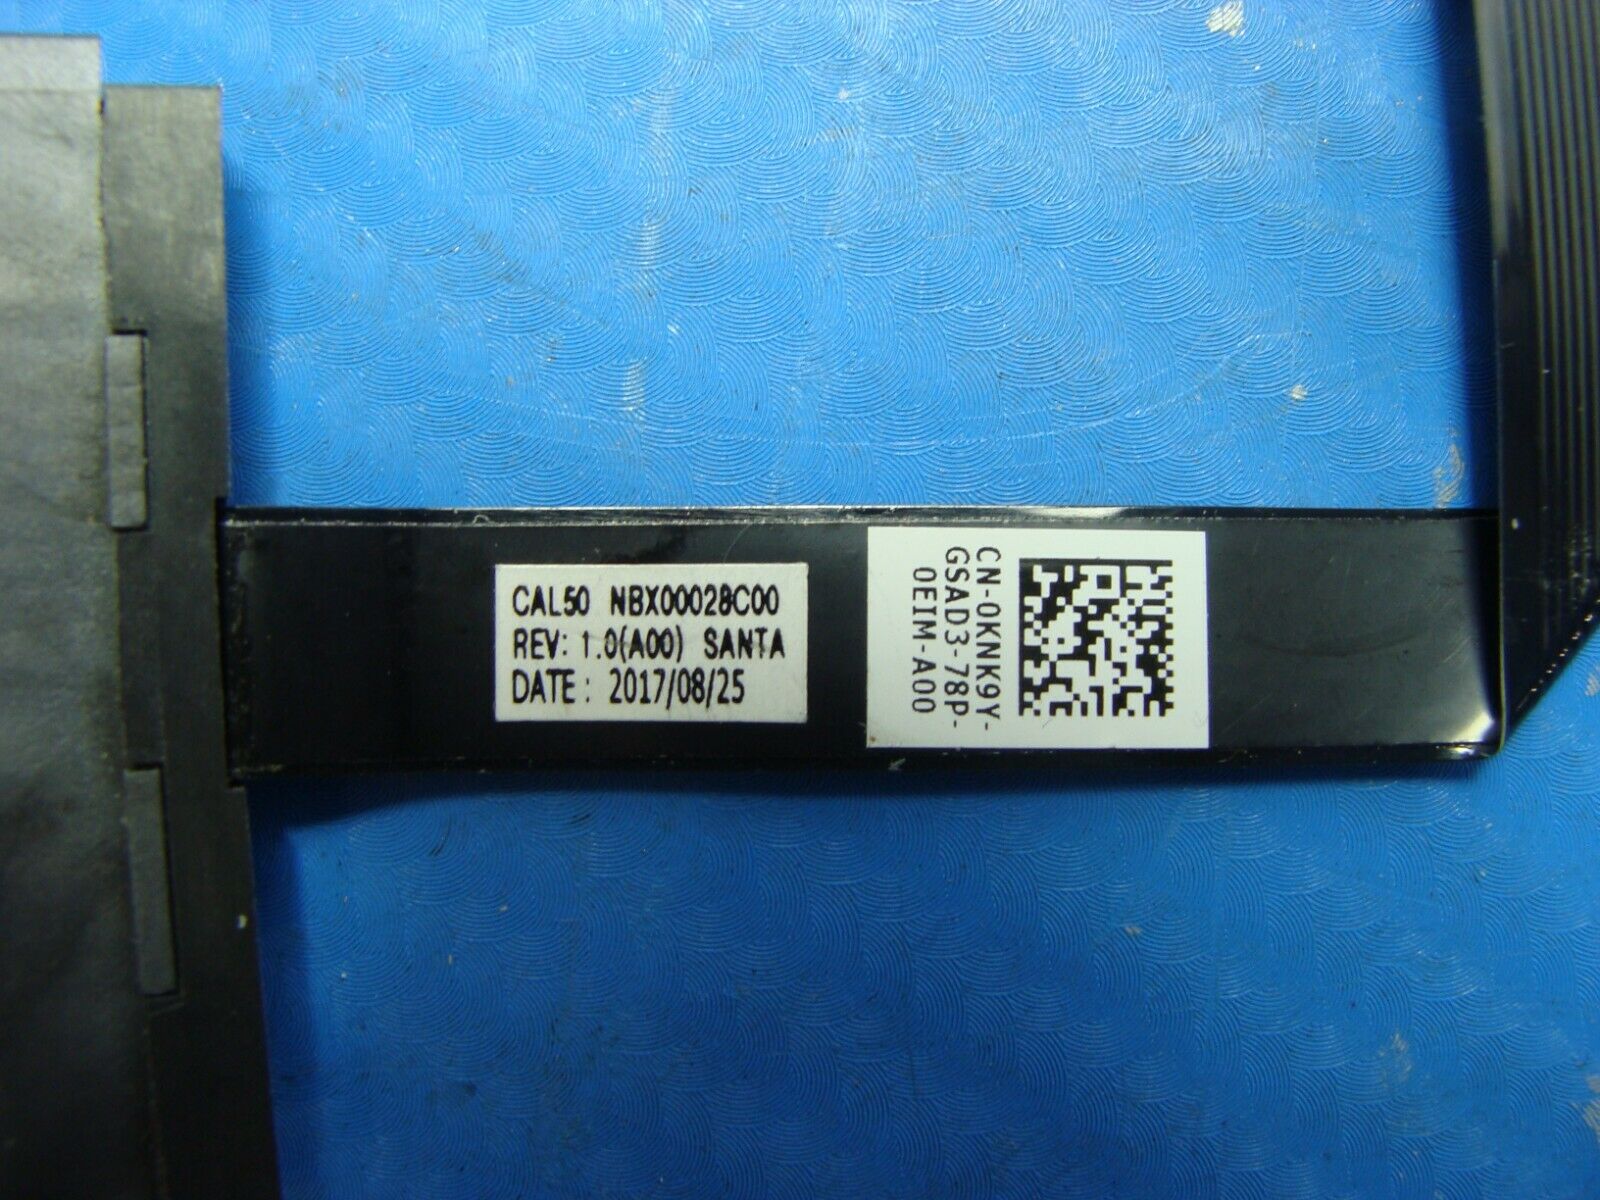 CAL50 NBX00028C00
REV: 1.0(A00) SANTA
DATE: 2017/08/25
CN-0KNK9Y-
GSAD3-78P-
0EIM-A00